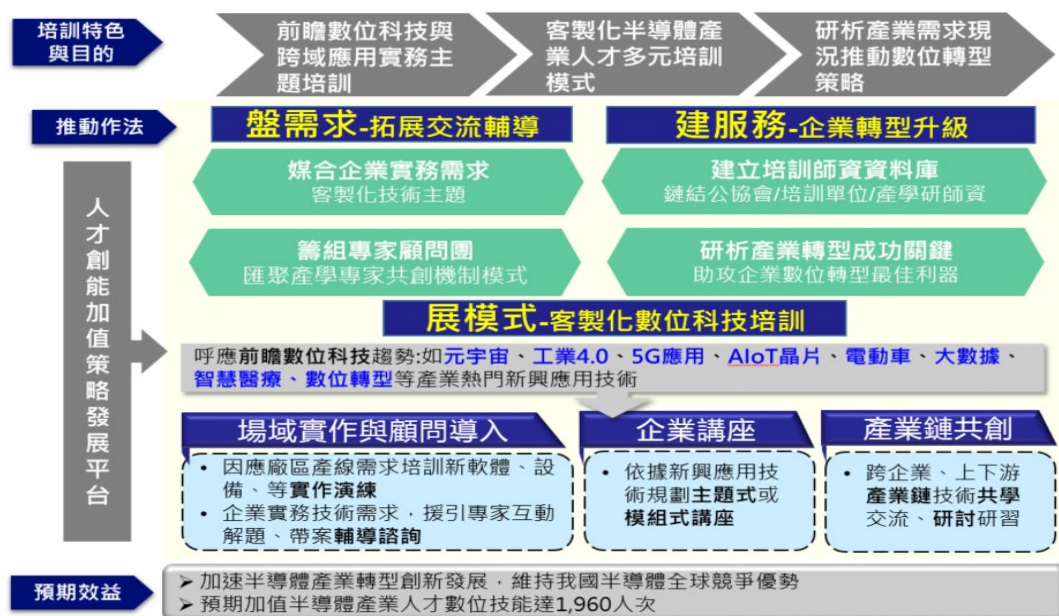 培訓特色
與目的
前瞻數位科技與
跨域應用實務主
題培訓
客製化半導體產
業人才多元培訓
模式
研析產業需求現
況推動數位轉型
策略
推動作法
人才創能加值策略發展平台
盤需求-拓展交流輔導
建服務-企業轉型升級
媒合企業實務需求
客製化技術主題
建立培訓師資資料庫
鏈結公協會/培訓單位/產學研師資
籌組專家顧問團
匯聚產學專家共創機制模式
研析產業轉型成功關鍵
助攻企業數位轉型最佳利器
展模式-客製化數位科技培訓
呼應前瞻數位科技趨勢:如元宇宙、工業4.0、5G應用、AIoT晶片、電動車、大數據、
智慧醫療、數位轉型等產業熱門新興應用技術
場域實作與顧問導入
• 因應廠區產線需求培訓新軟體、設
備、等實作演練
• 企業實務技術需求，援引專家互動
解題、帶案輔導諮詢
企業講座
• 依據新興應用技
術規劃主題式或
模組式講座
產業鏈共創
• 跨企業、上下游
產業鏈技術共學
交流、研討研習
預期效益
➢ 加速半導體產業轉型創新發展，維持我國半導體全球競爭優勢
➢ 預期加值半導體產業人才數位技能達1,960人次